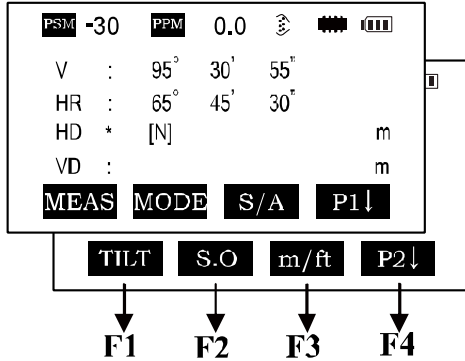 PSM -30 PPM 0.0
V : 95° 30' 55"
HR : 65° 45' 30"
HD * [N] m
VD : m
MEAS MODE S/A P1↓
TILT S.O m/ft P2↓
F1 F2 F3 F4